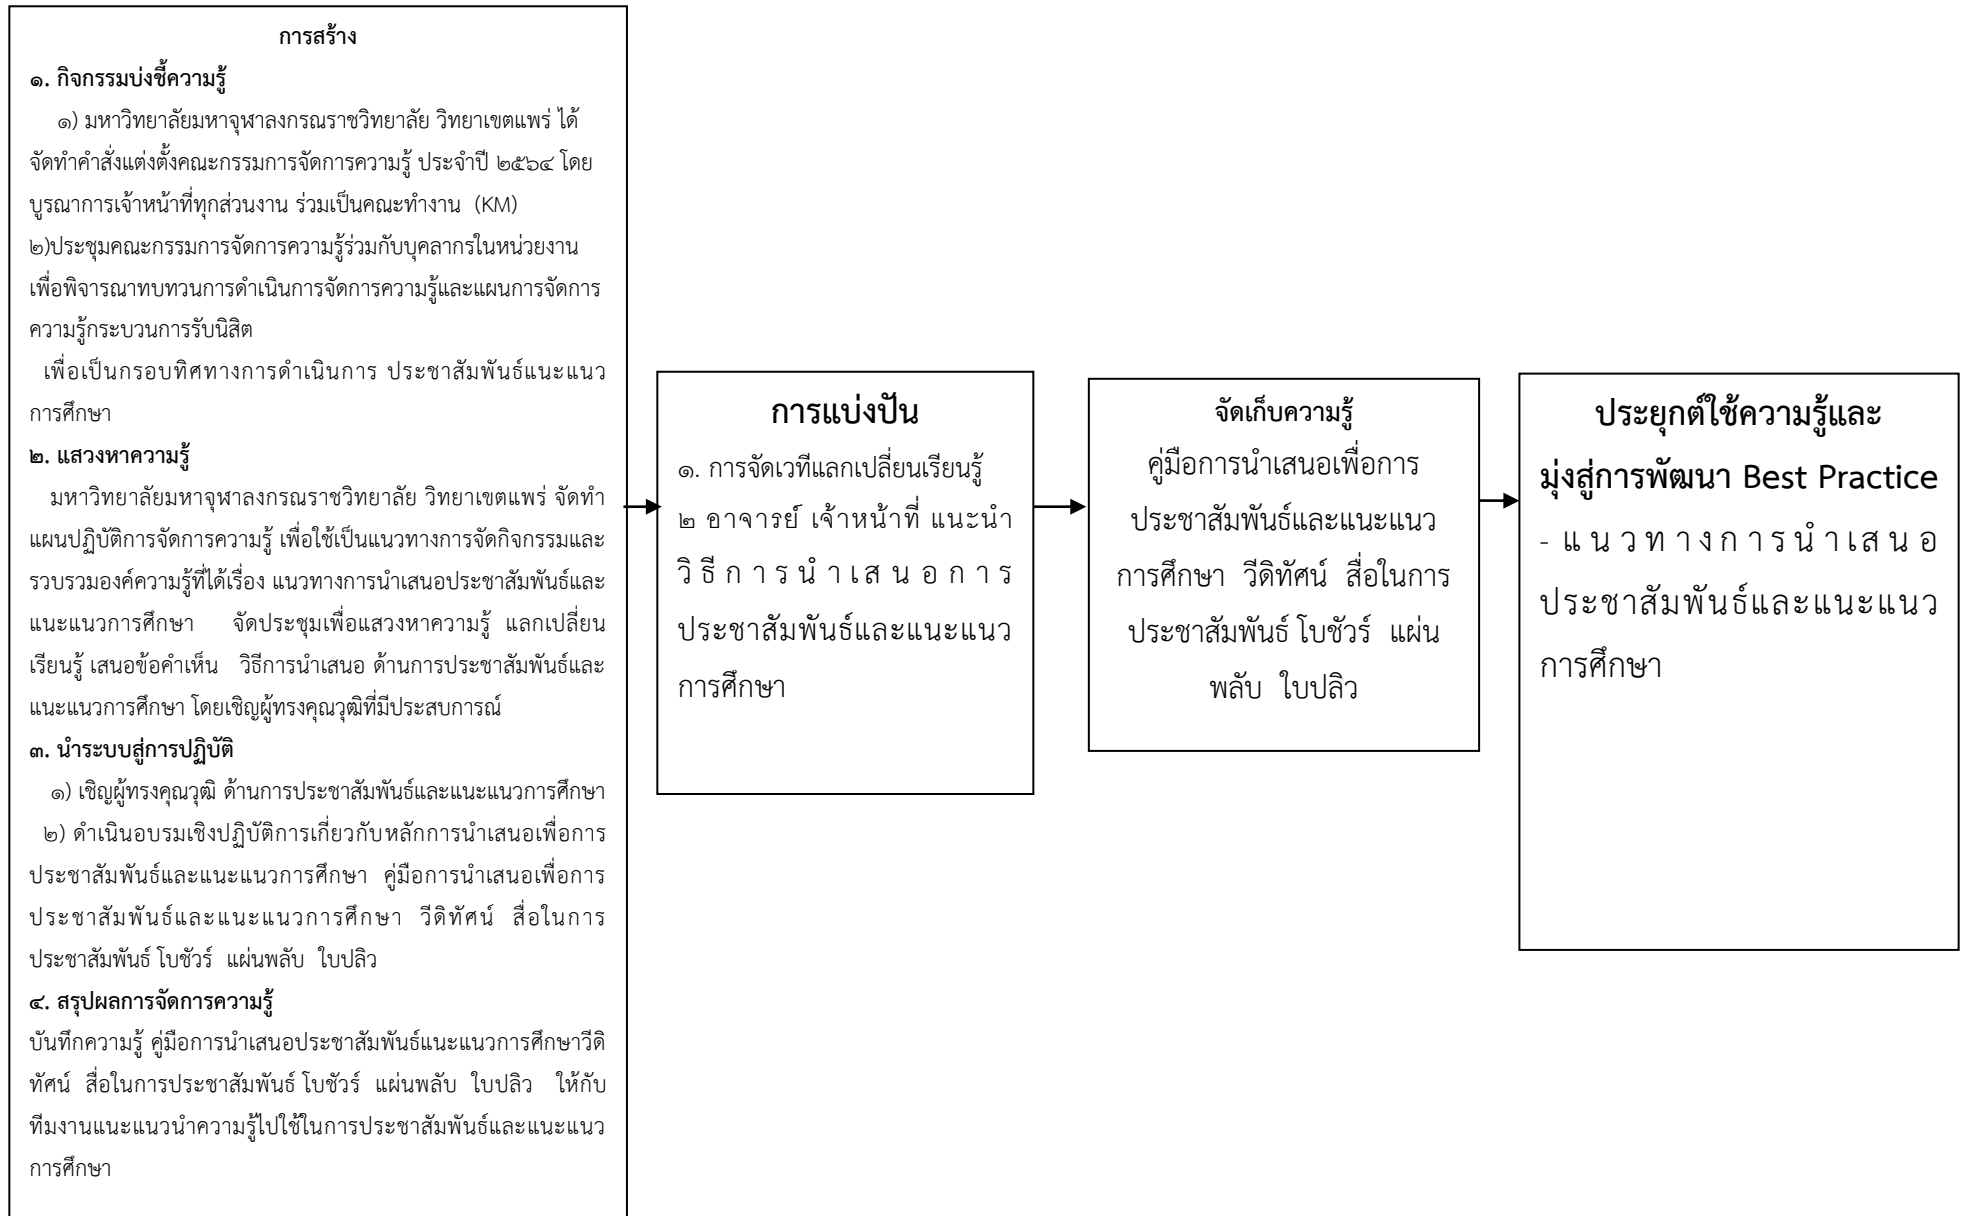 การสร้าง
๑. กิจกรรมบ่งชี้ความรู้
๑) มหาวิทยาลัยมหาจุฬาลงกรณราชวิทยาลัย วิทยาเขตแพร่ ได้
จัดทำคำสั่งแต่งตั้งคณะกรรมการจัดการความรู้ ประจำปี ๒๕๖๔ โดย
บูรณาการเจ้าหน้าที่ทุกส่วนงาน ร่วมเป็นคณะทำงาน (KM)
๒)ประชุมคณะกรรมการจัดการความรู้ร่วมกับบุคลากรในหน่วยงาน
เพื่อพิจารณาทบทวนการดำเนินการจัดการความรู้และแผนการจัดการ
ความรู้กระบวนการรับนิสิต
เพื่อเป็นกรอบทิศทางการดำเนินการ ประชาสัมพันธ์แนะแนว
การศึกษา
๒. แสวงหาความรู้
มหาวิทยาลัยมหาจุฬาลงกรณราชวิทยาลัย วิทยาเขตแพร่ จัดทำ
แผนปฏิบัติการจัดการความรู้ เพื่อใช้เป็นแนวทางการจัดกิจกรรมและ
รวบรวมองค์ความรู้ที่ได้เรื่อง แนวทางการนำเสนอประชาสัมพันธ์และ
แนะแนวการศึกษา จัดประชุมเพื่อแสวงหาความรู้ แลกเปลี่ยน
เรียนรู้ เสนอข้อคำเห็น วิธีการนำเสนอ ด้านการประชาสัมพันธ์และ
แนะแนวการศึกษา โดยเชิญผู้ทรงคุณวุฒิที่มีประสบการณ์
๓. นำระบบสู่การปฏิบัติ
๑) เชิญผู้ทรงคุณวุฒิ ด้านการประชาสัมพันธ์และแนะแนวการศึกษา
๒) ดำเนินอบรมเชิงปฏิบัติการเกี่ยวกับหลักการนำเสนอเพื่อการ
ประชาสัมพันธ์และแนะแนวการศึกษา คู่มือการนำเสนอเพื่อการ
ประชาสัมพันธ์และแนะแนวการศึกษา วีดิทัศน์ สื่อในการ
ประชาสัมพันธ์ โบชัวร์ แผ่นพลับ ใบปลิว
๔. สรุปผลการจัดการความรู้
บันทึกความรู้ คู่มือการนำเสนอประชาสัมพันธ์แนะแนวการศึกษาวีดิ
ทัศน์ สื่อในการประชาสัมพันธ์ โบชัวร์ แผ่นพลับ ใบปลิว ให้กับ
ทีมงานแนะแนวนำความรู้ไปใช้ในการประชาสัมพันธ์และแนะแนว
การศึกษา
การแบ่งปัน
๑. การจัดเวทีแลกเปลี่ยนเรียนรู้
๒ อาจารย์ เจ้าหน้าที่ แนะนำ
วิธีการนำเสนอการ
ประชาสัมพันธ์และแนะแนว
การศึกษา
จัดเก็บความรู้
คู่มือการนำเสนอเพื่อการ
ประชาสัมพันธ์และแนะแนว
การศึกษา วีดิทัศน์ สื่อในการ
ประชาสัมพันธ์ โบชัวร์ แผ่น
พลับ ใบปลิว
ประยุกต์ใช้ความรู้และ
มุ่งสู่การพัฒนา Best Practice
- แนวทางการนำเสนอ
ประชาสัมพันธ์และแนะแนว
การศึกษา